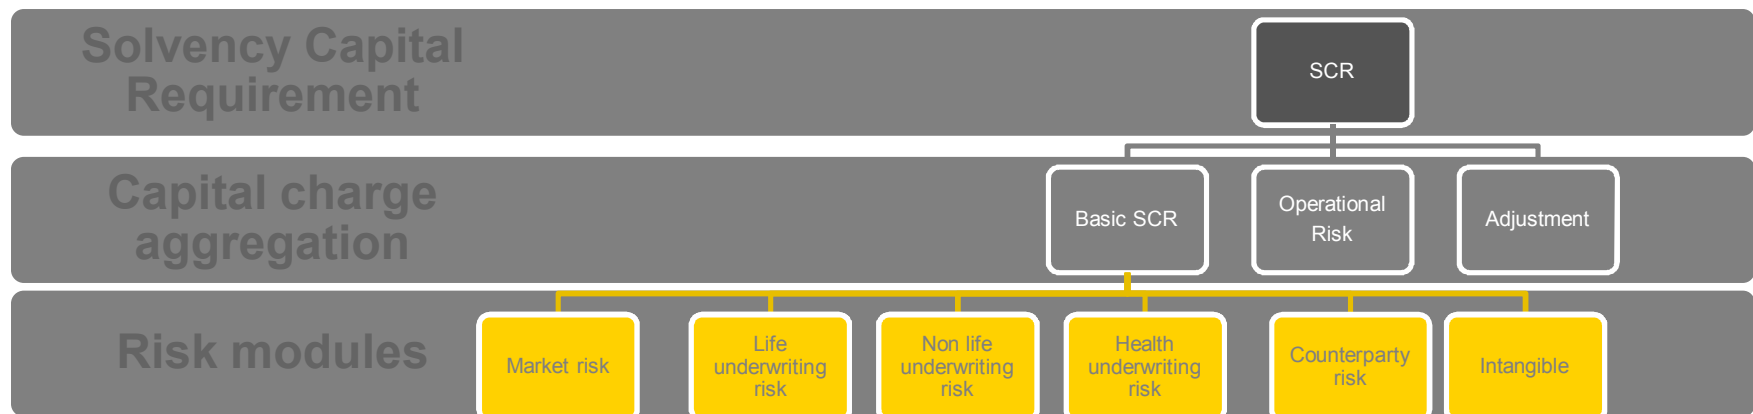 Solvency Capital
Requirement
SCR
Capital charge
aggregation
Basic SCR
Operational
Risk
Adjustment
Risk modules
Market risk
Life
underwriting
risk
Non life
underwriting
risk
Health
underwriting
risk
Counterparty
risk
Intangible